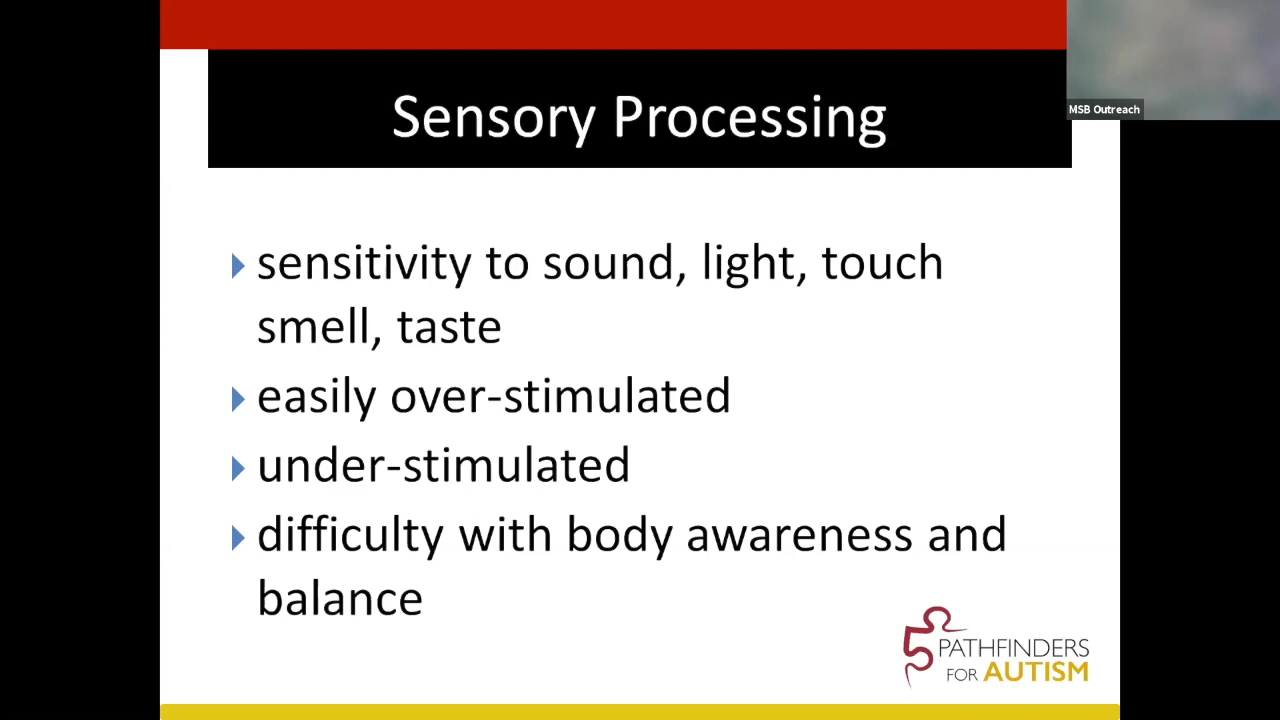 MSB Outreach
Sensory Processing
sensitivity to sound, light, touch
smell, taste
easily over-stimulated
under-stimulated
difficulty with body awareness and
balance
PATHFINDERS
FOR AUTISM